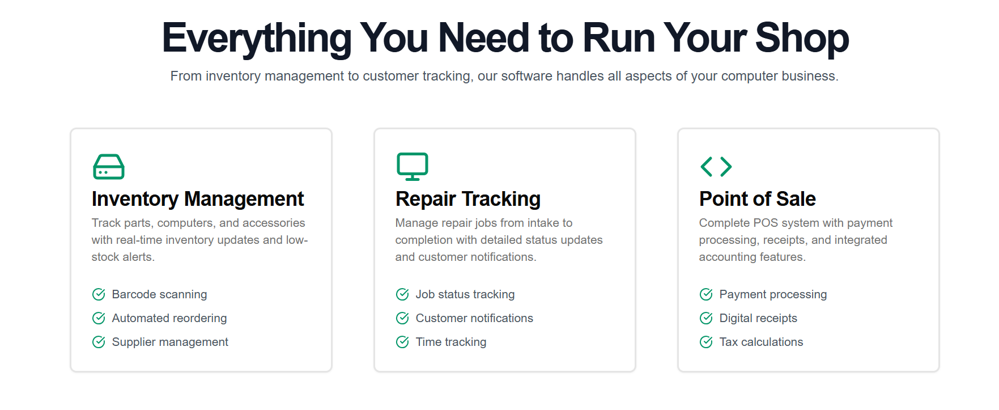 Everything You Need to Run Your Shop
From inventory management to customer tracking, our software handles all aspects of your computer business.
Inventory Management
Track parts, computers, and accessories
with real-time inventory updates and low-
stock alerts.
Barcode scanning
Automated reordering
Supplier management
Repair Tracking
Manage repair jobs from intake to
completion with detailed status updates
and customer notifications.
Job status tracking
Customer notifications
Time tracking
Point of Sale
Complete POS system with payment
processing, receipts, and integrated
accounting features.
Payment processing
Digital receipts
Tax calculations